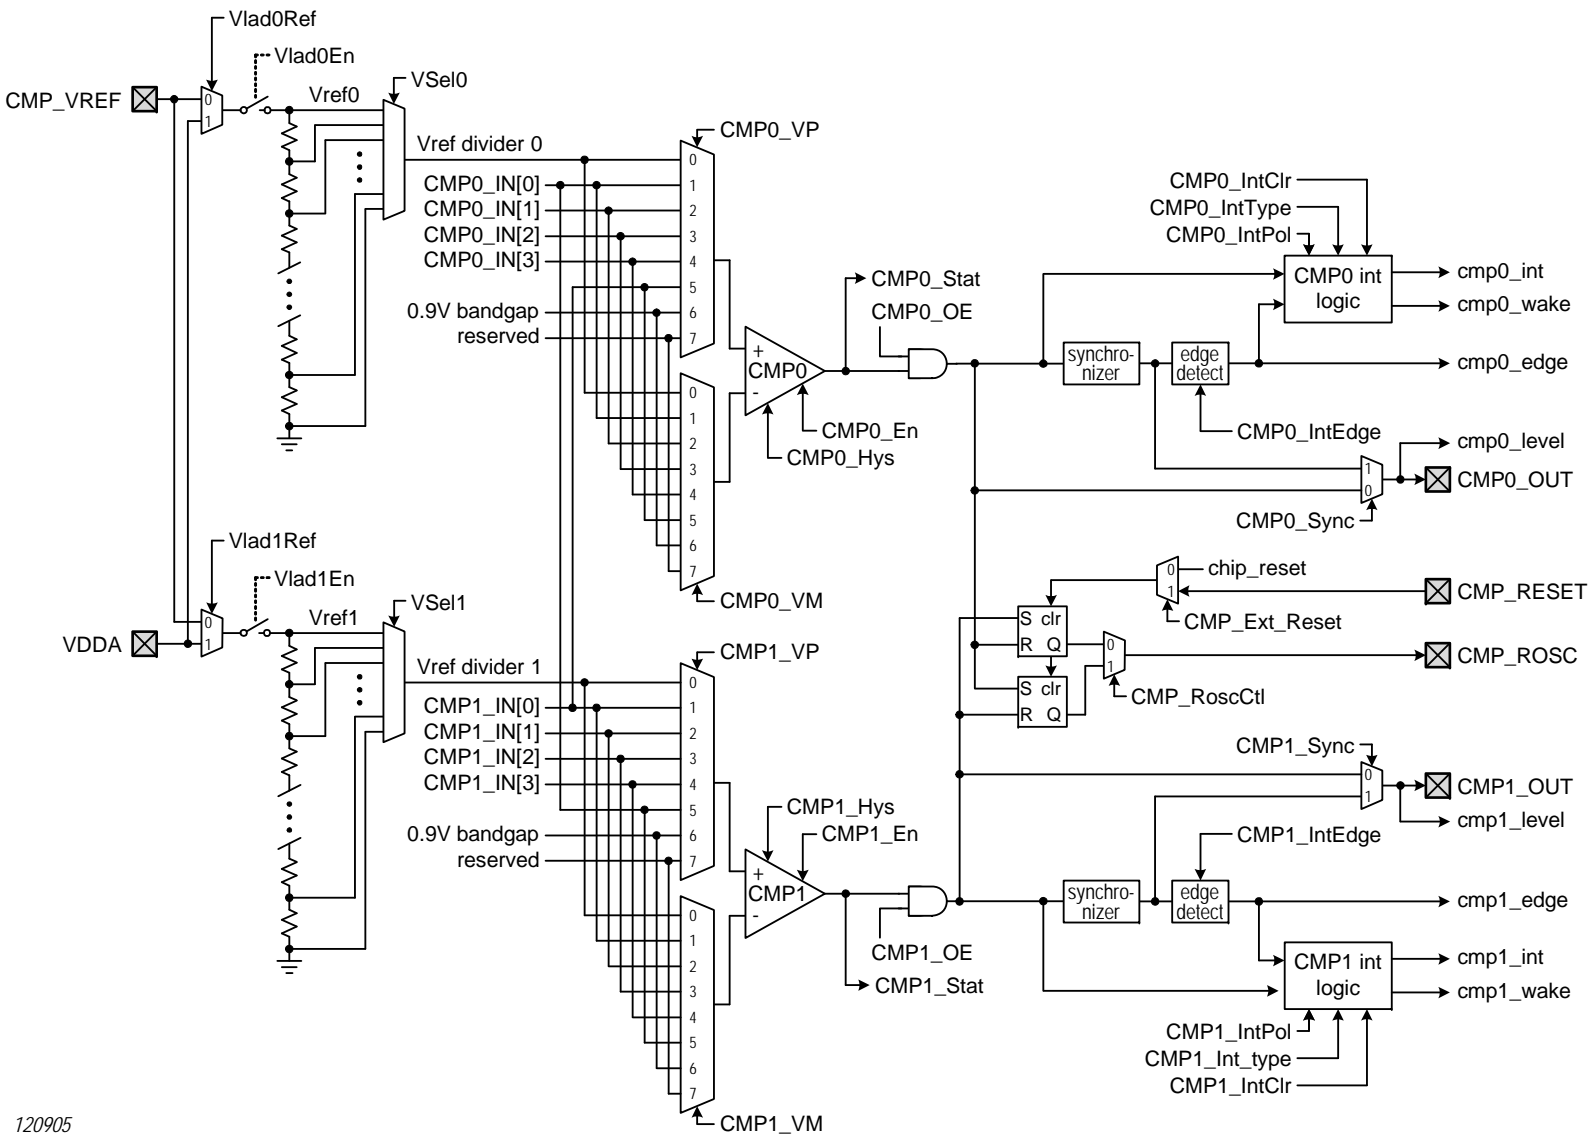 Vlad0Ref
Vlad0En
CMP_VREF
0
1
Vref0
VSel0
Vref divider 0
CMP0_VP
CMP0_IN[0]
CMP0_IN[1]
CMP0_IN[2]
CMP0_IN[3]
0.9V bandgap
reserved
0
1
2
3
4
5
6
7
0
1
2
3
4
5
6
7
CMP0_VM
+
CMP0
-
CMP0_En
CMP0_Hys
CMP0_Stat
CMP0_OE
CMP0_IntClr
CMP0_IntType
CMP0_IntPol
CMP0 int
logic
cmp0_int
cmp0_wake
synchro-
nizer
edge
detect
cmp0_edge
CMP0_IntEdge
cmp0_level
1
0
CMP0_OUT
CMP0_Sync
0
1
chip_reset
CMP_RESET
CMP_Ext_Reset
S clr
R Q
0
1
CMP_ROSC
S clr
R Q
CMP_RoscCtl
Vlad1Ref
Vlad1En
VDDA
0
1
Vref1
VSel1
Vref divider 1
CMP1_VP
CMP1_IN[0]
CMP1_IN[1]
CMP1_IN[2]
CMP1_IN[3]
0.9V bandgap
reserved
0
1
2
3
4
5
6
7
0
1
2
3
4
5
6
7
CMP1_VM
CMP1_Hys
CMP1_En
+
CMP1
-
CMP1_OE
CMP1_Stat
CMP1_Sync
0
1
CMP1_OUT
cmp1_level
CMP1_IntEdge
synchro-
nizer
edge
detect
cmp1_edge
CMP1 int
logic
cmp1_int
cmp1_wake
CMP1_IntPol
CMP1_Int_type
CMP1_IntClr
120905